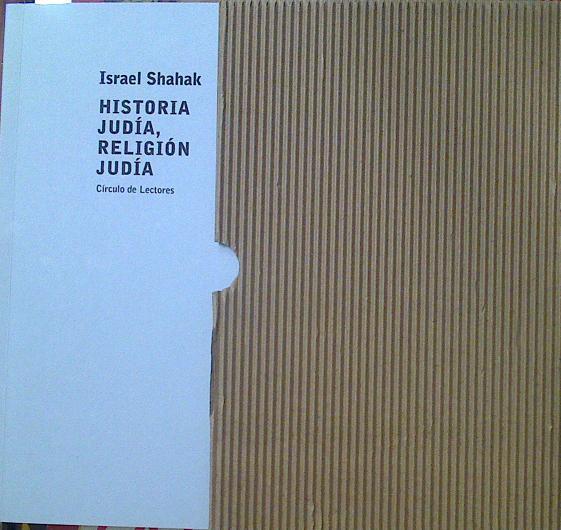 Israel Shahak
HISTORIA
JUDÍA,
RELIGIÓN
JUDÍA
Círculo de Lectores